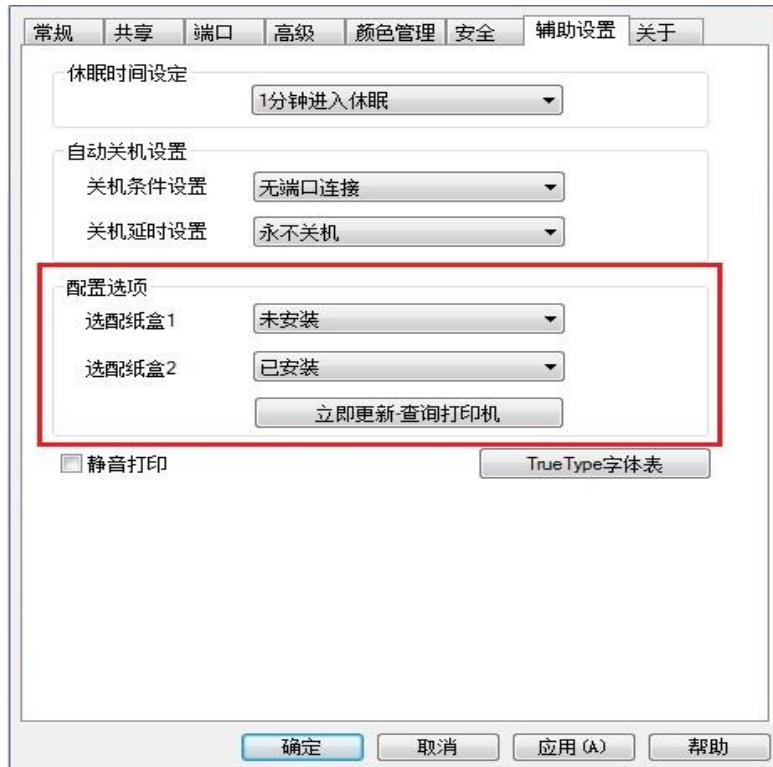 常规 共享 端口 高级 颜色管理 安全 辅助设置 关于
休眠时间设定
1分钟进入休眠
自动关机设置
关机条件设置 无端口连接
关机延时设置 永不关机
配置选项
选配纸盒1 未安装
选配纸盒2 已安装
立即更新-查询打印机
静音打印 TrueType字体表
确定 取消 应用(A) 帮助